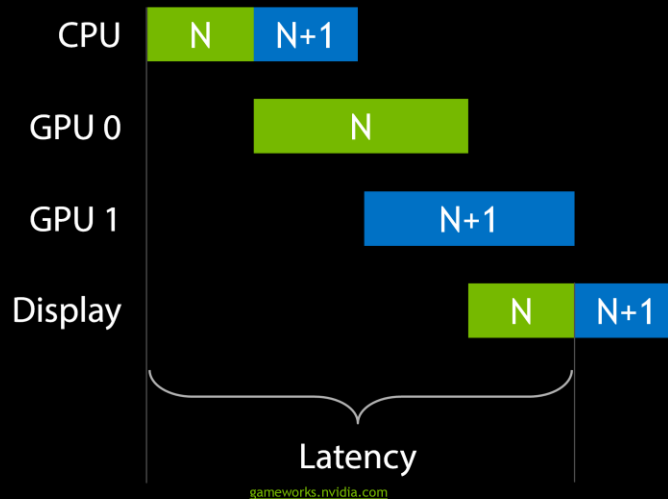 CPU N N+1
GPU 0 N
GPU 1 N+1
Display N N+1
Latency
gameworks.nvidia.com